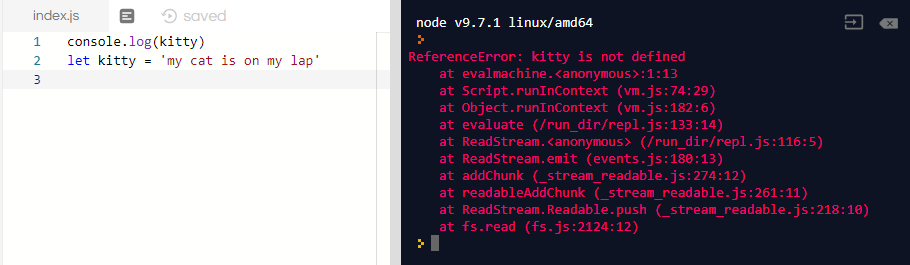 index.js saved
1 console.log(kitty)
2 let kitty = 'my cat is on my lap'
3
node v9.7.1 linux/amd64
>
ReferenceError: kitty is not defined
at evalmachine.<anonymous>:1:13
at Script.runInContext (vm.js:74:29)
at Object.runInContext (vm.js:182:6)
at evaluate (/run_dir/repl.js:133:14)
at ReadStream.<anonymous> (/run_dir/repl.js:116:5)
at ReadStream.emit (events.js:180:13)
at addChunk (_stream_readable.js:274:12)
at readableAddChunk (_stream_readable.js:261:11)
at ReadStream.Readable.push (_stream_readable.js:218:10)
at fs.read (fs.js:2124:12)
>